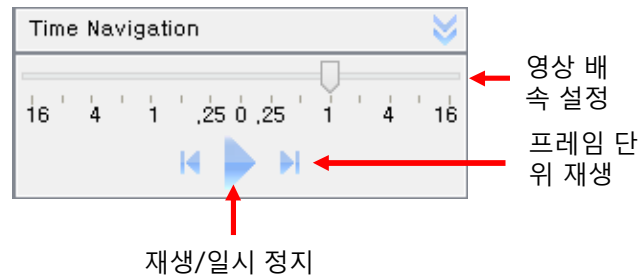 Time Navigation
16 4 1 ,25 0 ,25 1 4 16
영상 배
속 설정
프레임 단
위 재생
재생/일시 정지